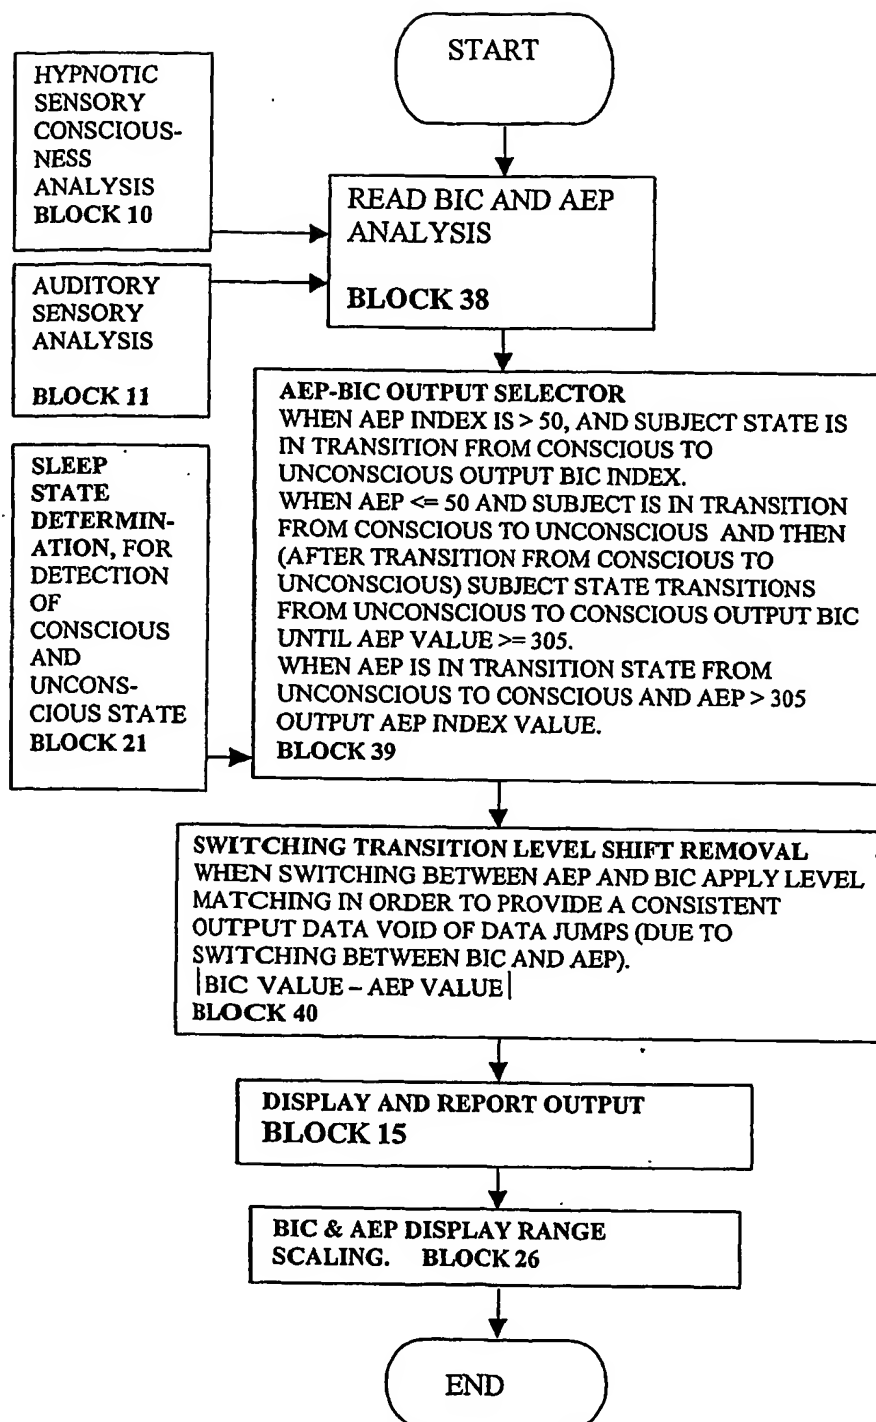 START
HYPNOTIC
SENSORY
CONSCIOUS-
NESS
ANALYSIS
BLOCK 10
READ BIC AND AEP
ANALYSIS
BLOCK 38
AUDITORY
SENSORY
ANALYSIS
BLOCK 11
AEP-BIC OUTPUT SELECTOR
WHEN AEP INDEX IS > 50, AND SUBJECT STATE IS
IN TRANSITION FROM CONSCIOUS TO
UNCONSCIOUS OUTPUT BIC INDEX.
WHEN AEP <= 50 AND SUBJECT IS IN TRANSITION
FROM CONSCIOUS TO UNCONSCIOUS AND THEN
(AFTER TRANSITION FROM CONSCIOUS TO
UNCONSCIOUS) SUBJECT STATE TRANSITIONS
FROM UNCONSCIOUS TO CONSCIOUS OUTPUT BIC
UNTIL AEP VALUE >= 305.
WHEN AEP IS IN TRANSITION STATE FROM
UNCONSCIOUS TO CONSCIOUS AND AEP > 305
OUTPUT AEP INDEX VALUE.
BLOCK 39
SLEEP
STATE
DETERMIN-
ATION, FOR
DETECTION
OF
CONSCIOUS
AND
UNCONS-
CIOUS STATE
BLOCK 21
SWITCHING TRANSITION LEVEL SHIFT REMOVAL
WHEN SWITCHING BETWEEN AEP AND BIC APPLY LEVEL
MATCHING IN ORDER TO PROVIDE A CONSISTENT
OUTPUT DATA VOID OF DATA JUMPS (DUE TO
SWITCHING BETWEEN BIC AND AEP).
|BIC VALUE – AEP VALUE|
BLOCK 40
DISPLAY AND REPORT OUTPUT
BLOCK 15
BIC & AEP DISPLAY RANGE
SCALING. BLOCK 26
END